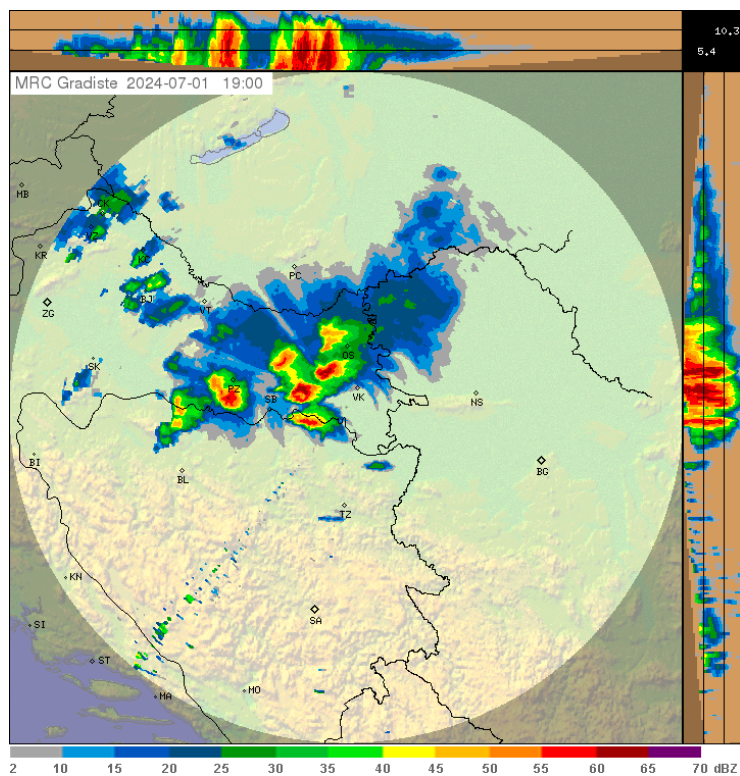 10.3
5.4
MRC Gradiste 2024-07-01 19:00
MB
CK
VZ
KR
KC
PC
BJ
VT
ZG
OS
SK
PZ
VK
SB
NS
BI
BG
BL
TZ
KN
SA
SI
ST
MA
MO
2 10 15 20 25 30 35 40 45 50 55 60 65 70 dBZ